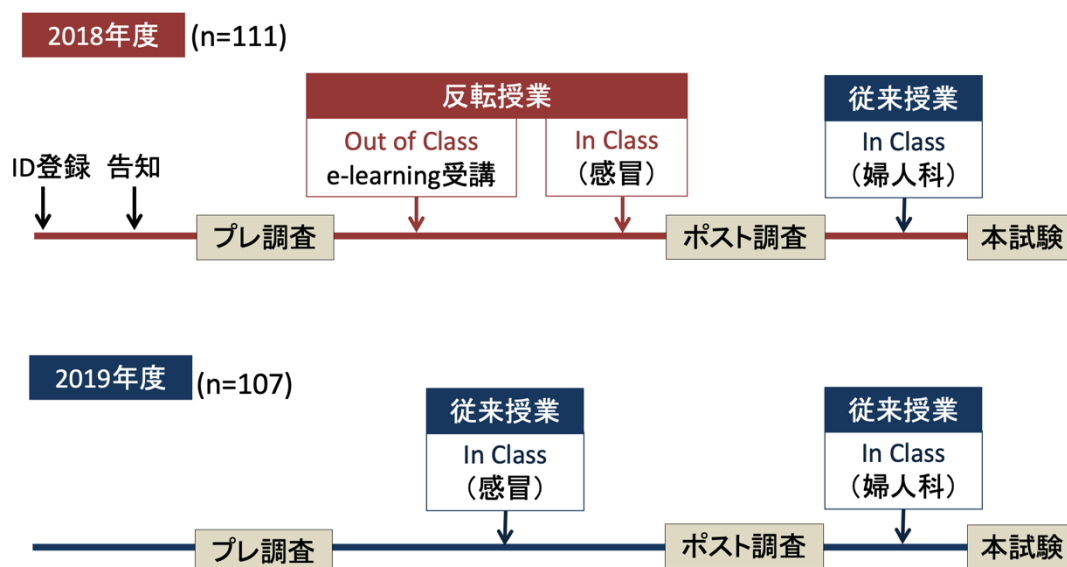 2018年度 (n=111)
反転授業
従来授業
Out of Class
e-learning受講
In Class
（感冒）
In Class
（婦人科）
ID登録 告知
プレ調査
ポスト調査
本試験
2019年度 (n=107)
従来授業
従来授業
In Class
（感冒）
In Class
（婦人科）
プレ調査
ポスト調査
本試験